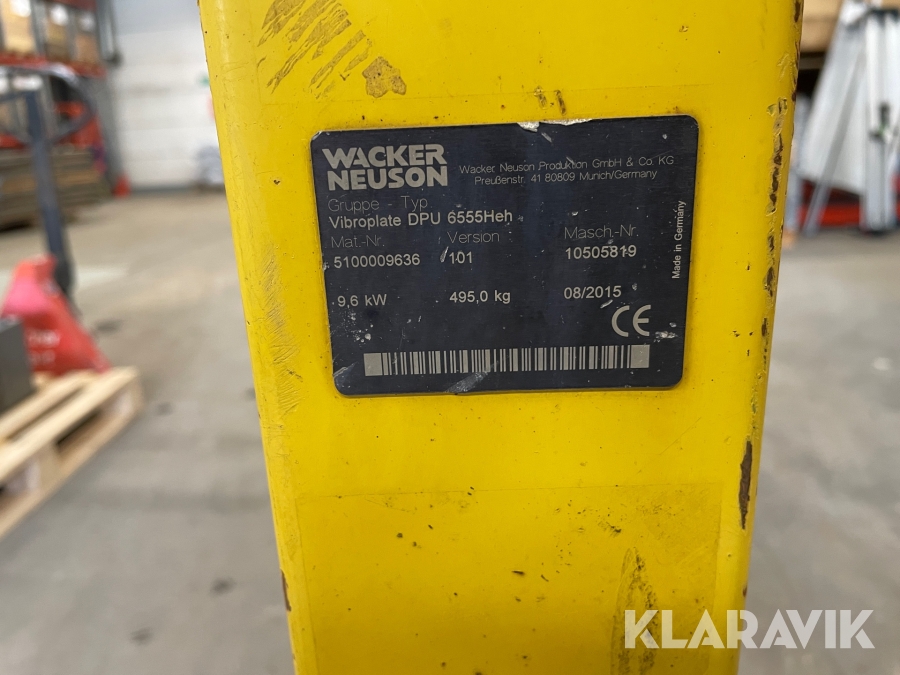 WACKER
NEUSON
Wacker Neuson Produktion GmbH & Co. KG
Preußenstr. 41 80809 Munich/Germany
Gruppe - Typ
Vibroplate DPU 6555Heh
Mat.-Nr. Version Masch.-Nr.
5100009636 101 10505819
9,6 kW 495,0 kg 08/2015
CE
Made in Germany
KLARAVIK